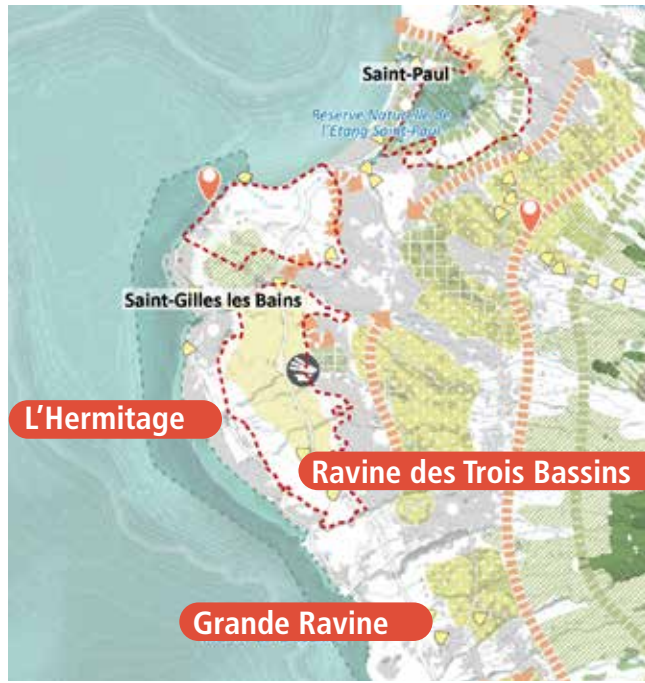 Saint-Paul
Réserve Naturelle de
l'Etang Saint-Paul
Saint-Gilles les Bains
L'Hermitage
Ravine des Trois Bassins
Grande Ravine